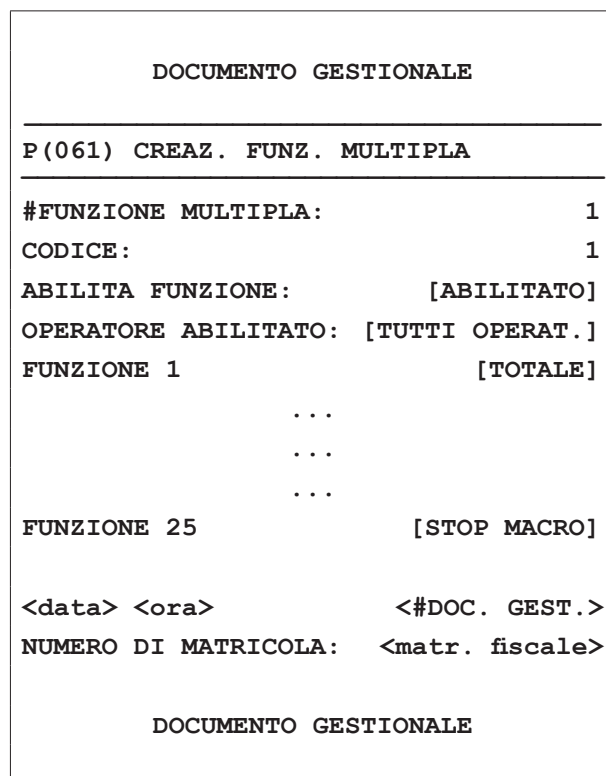 DOCUMENTO GESTIONALE
P(061) CREAZ. FUNZ. MULTIPLA
#FUNZIONE MULTIPLA: 1
CODICE: 1
ABILITA FUNZIONE: [ABILITATO]
OPERATORE ABILITATO: [TUTTI OPERAT.]
FUNZIONE 1 [TOTALE]
...
...
...
FUNZIONE 25 [STOP MACRO]
<data> <ora> <#DOC. GEST.>
NUMERO DI MATRICOLA: <matr. fiscale>
DOCUMENTO GESTIONALE